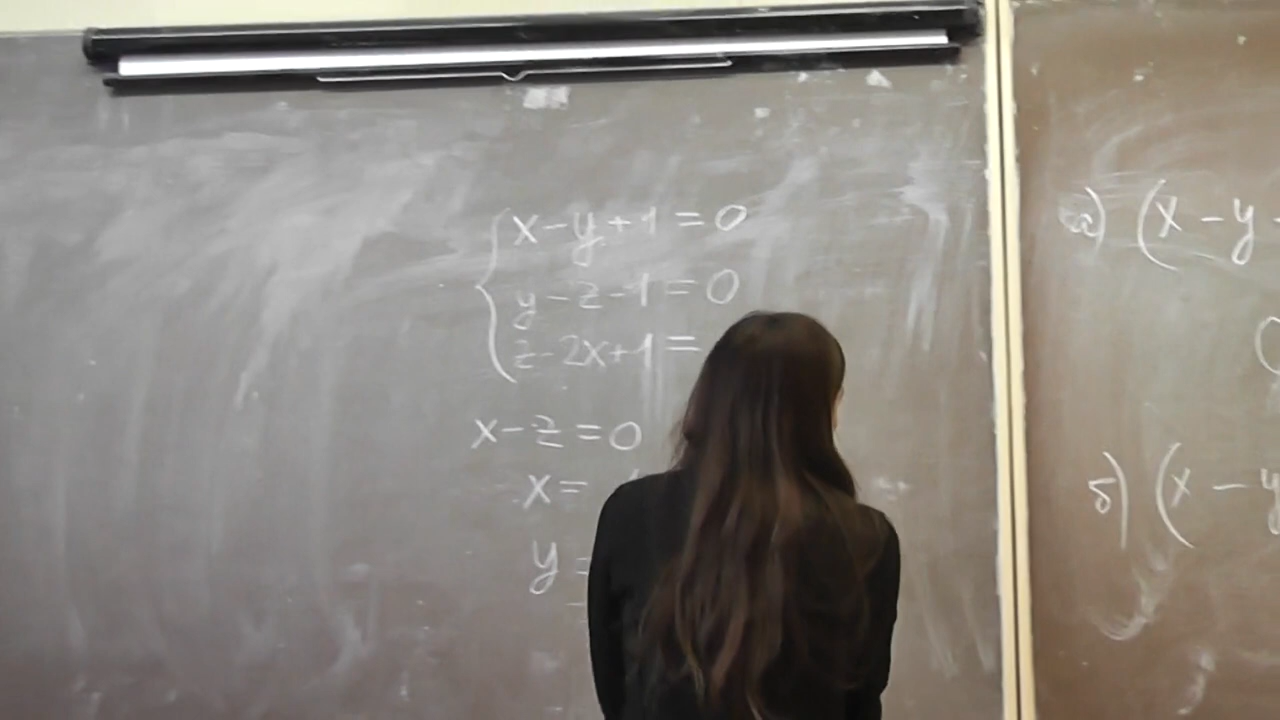 x-y+1=0
y-z-1=0
z-2x+1=
x-z=0
x=
y=
а) (x-y
б) (x-y